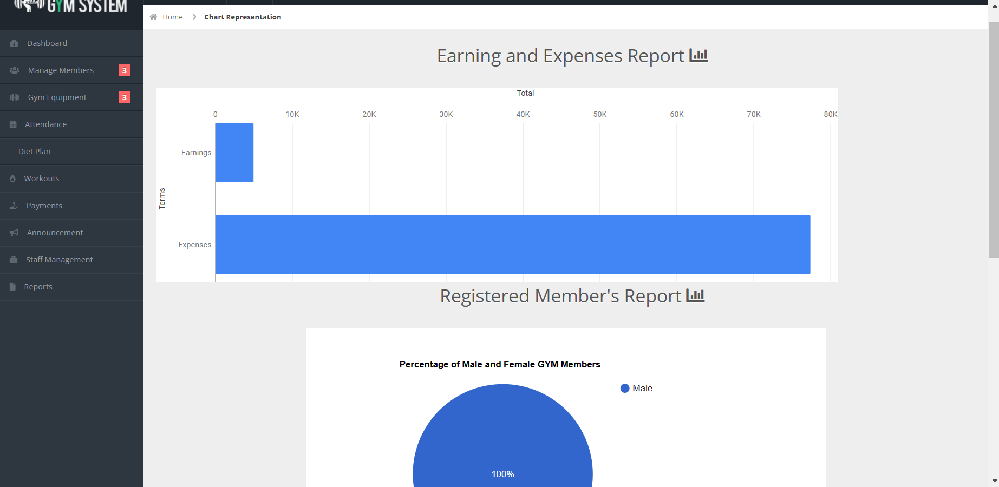 GYM SYSTEM
Home
Chart Representation
Dashboard
Manage Members 3
Gym Equipment 3
Attendance
Diet Plan
Workouts
Payments
Announcement
Staff Management
Reports
Earning and Expenses Report
Total
0 10K 20K 30K 40K 50K 60K 70K 80K
Earnings
Terms
Expenses
Registered Member's Report
Percentage of Male and Female GYM Members
Male
100%